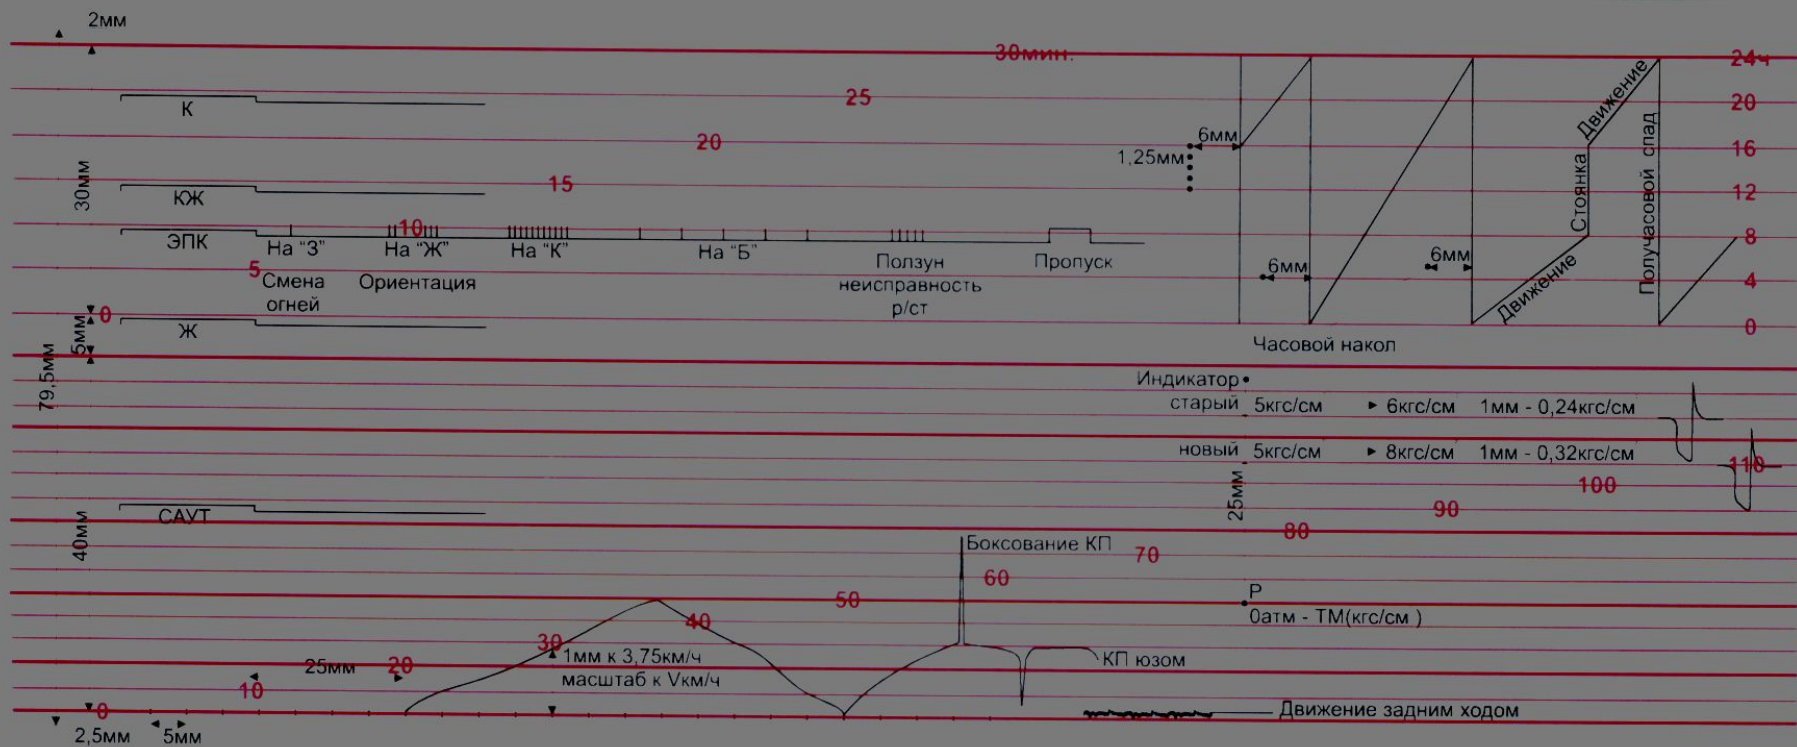 2мм
30мин.
24ч
К
25
20
Движение
20
6мм
16
1,25мм
30мм
КЖ
15
Стоянка
Получасовой спад
12
ЭПК
На “З”
10
На “Ж”
На “К”
На “Б”
8
5
Смена
огней
Ориентация
Ползун
неисправность
р/ст
Пропуск
6мм
6мм
4
Движение
0
Ж
0
5мм
Часовой накол
79,5мм
Индикатор
старый 5кгс/см 6кгс/см 1мм - 0,24кгс/см
новый 5кгс/см 8кгс/см 1мм - 0,32кгс/см
110
100
25мм
90
САУТ
80
40мм
Боксование КП
70
60
Р
50
0атм - ТМ(кгс/см )
40
30
1мм к 3,75км/ч
масштаб к Vкм/ч
КП юзом
25мм
20
10
0
Движение задним ходом
2,5мм
5мм